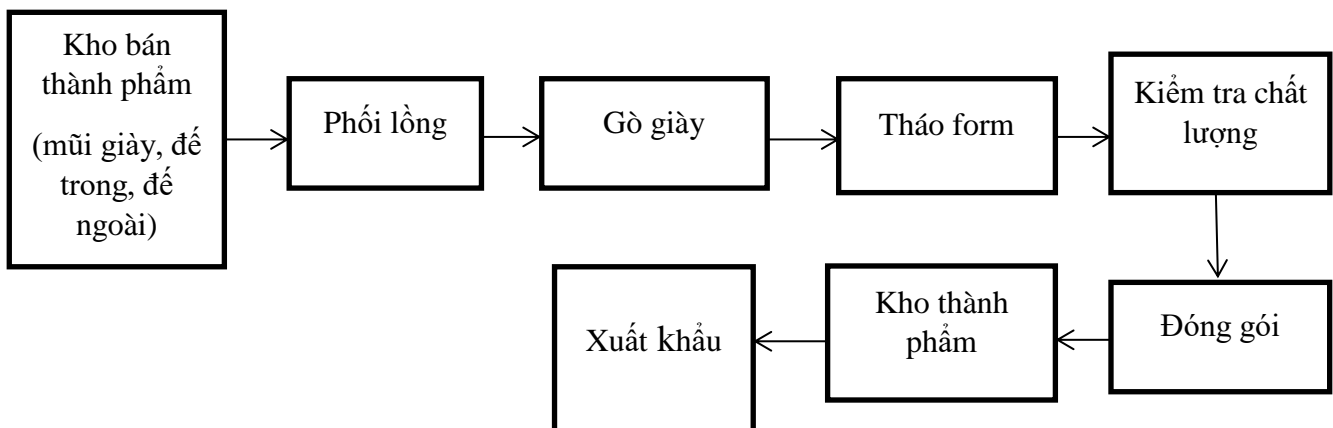 Kho bán
thành phẩm
(mũi giày, đế
trong, đế
ngoài)
Phối lồng
Gò giày
Tháo form
Kiểm tra chất
lượng
Đóng gói
Kho thành
phẩm
Xuất khẩu